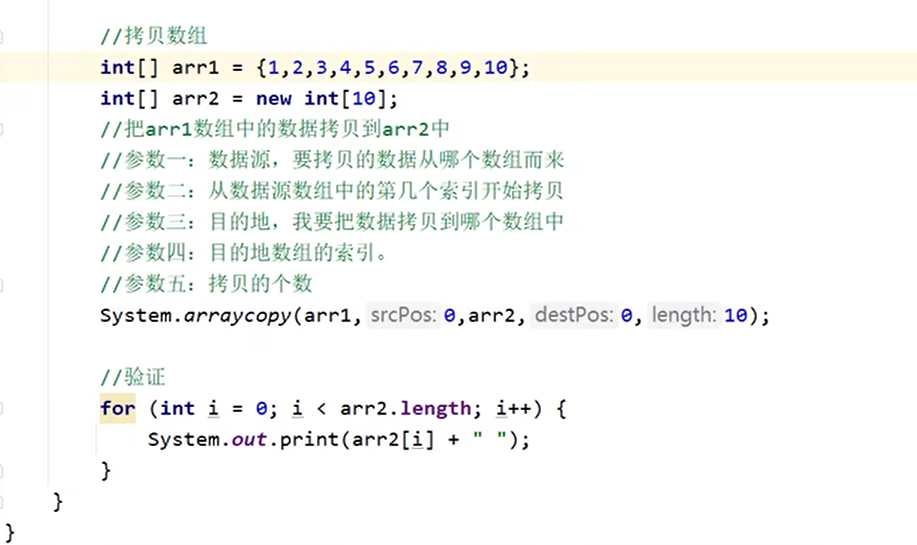 //拷贝数组
int[] arr1 = {1,2,3,4,5,6,7,8,9,10};
int[] arr2 = new int[10];
//把arr1数组中的数据拷贝到arr2中
//参数一：数据源，要拷贝的数据从哪个数组而来
//参数二：从数据源数组中的第几个索引开始拷贝
//参数三：目的地，我要把数据拷贝到哪个数组中
//参数四：目的地数组的索引。
//参数五：拷贝的个数
System.arraycopy(arr1, srcPos: 0,arr2, destPos: 0, length: 10);
//验证
for (int i = 0; i < arr2.length; i++) {
System.out.print(arr2[i] + " ");
}
}
}